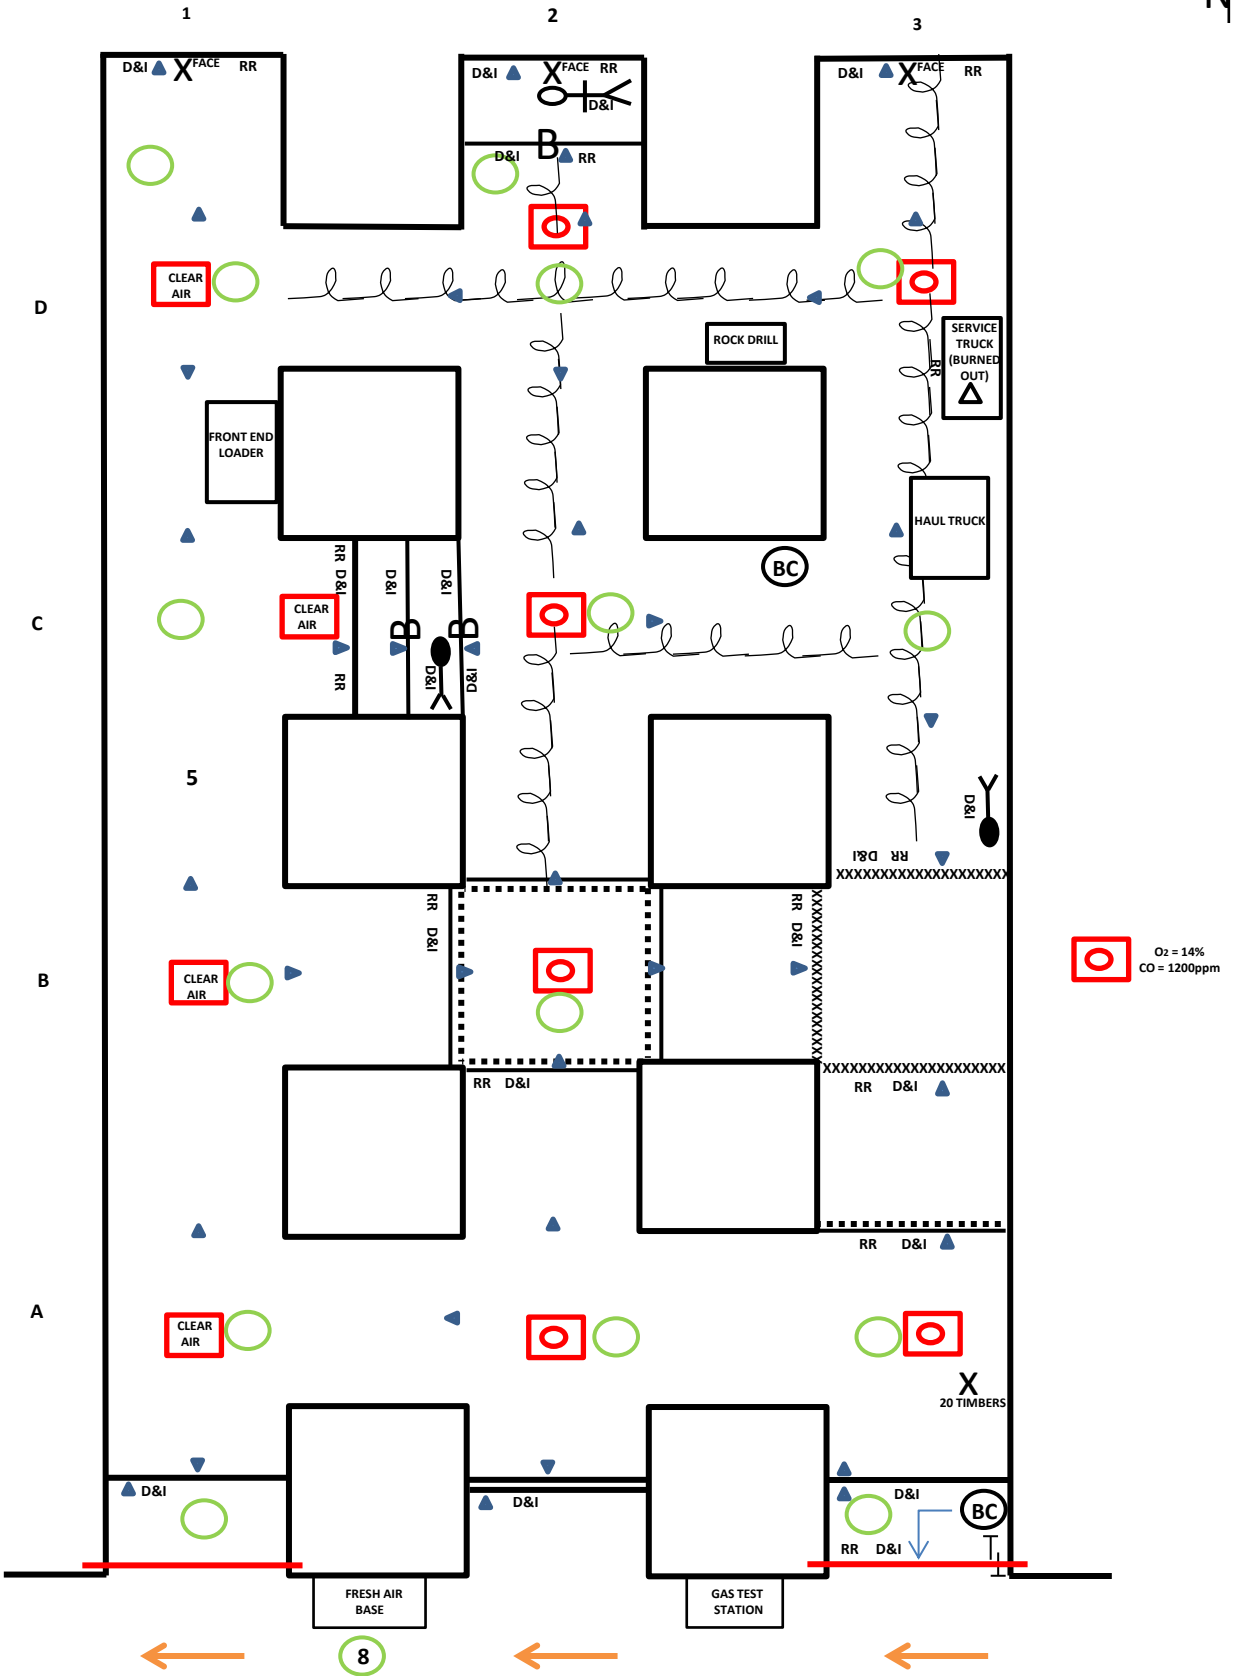 N
1
2
3
D&I
X
FACE
RR
D&I
X
FACE
RR
D&I
D&I
X
FACE
RR
B
D&I
RR
CLEAR
AIR
D
ROCK DRILL
SERVICE
TRUCK
(BURNED
OUT)
RR
FRONT END
LOADER
HAUL TRUCK
BC
RR D&I
D&I
D&I
C
CLEAR
AIR
B
B
RR
D&I
D&I
5
D&I
RR D&I
XXXXXXXXXXXXXXXXXXXX
RR D&I
RR D&I
B
CLEAR
AIR
O2 = 14%
CO = 1200ppm
XXXXXXXXXXXXXXXXXXXX
RR D&I
RR D&I
RR D&I
A
CLEAR
AIR
X
20 TIMBERS
D&I
D&I
D&I
BC
RR D&I
FRESH AIR
BASE
GAS TEST
STATION
8